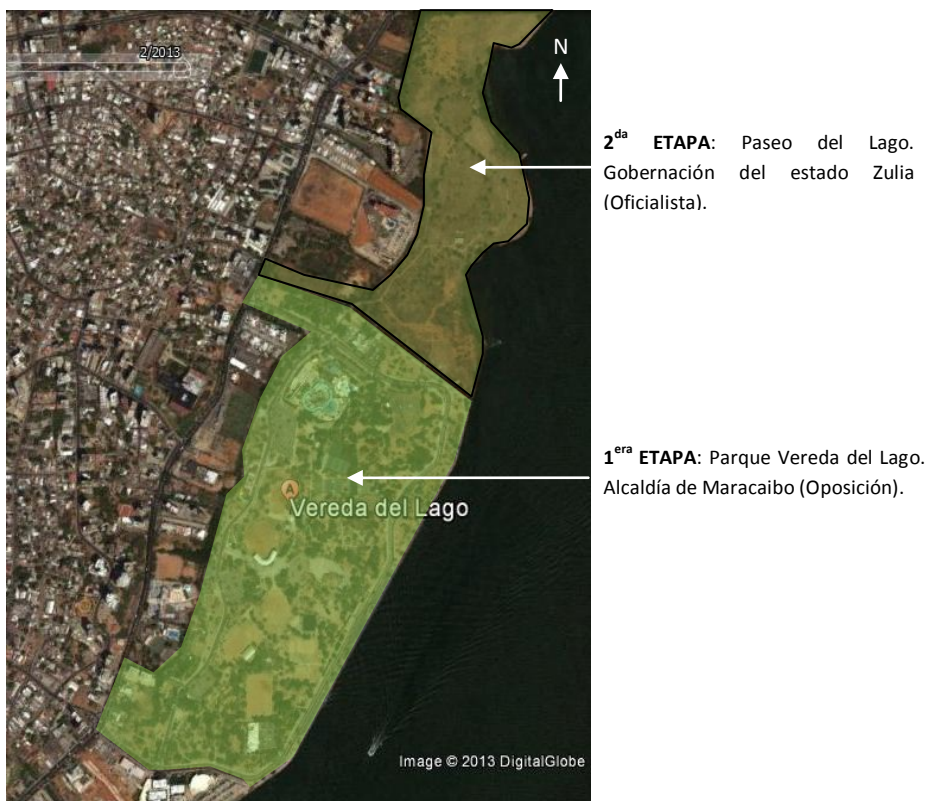 2/2013
N
2da ETAPA: Paseo del Lago.
Gobernación del estado Zulia
(Oficialista).
1era ETAPA: Parque Vereda del Lago.
Alcaldía de Maracaibo (Oposición).
A
Vereda del Lago
Image © 2013 DigitalGlobe